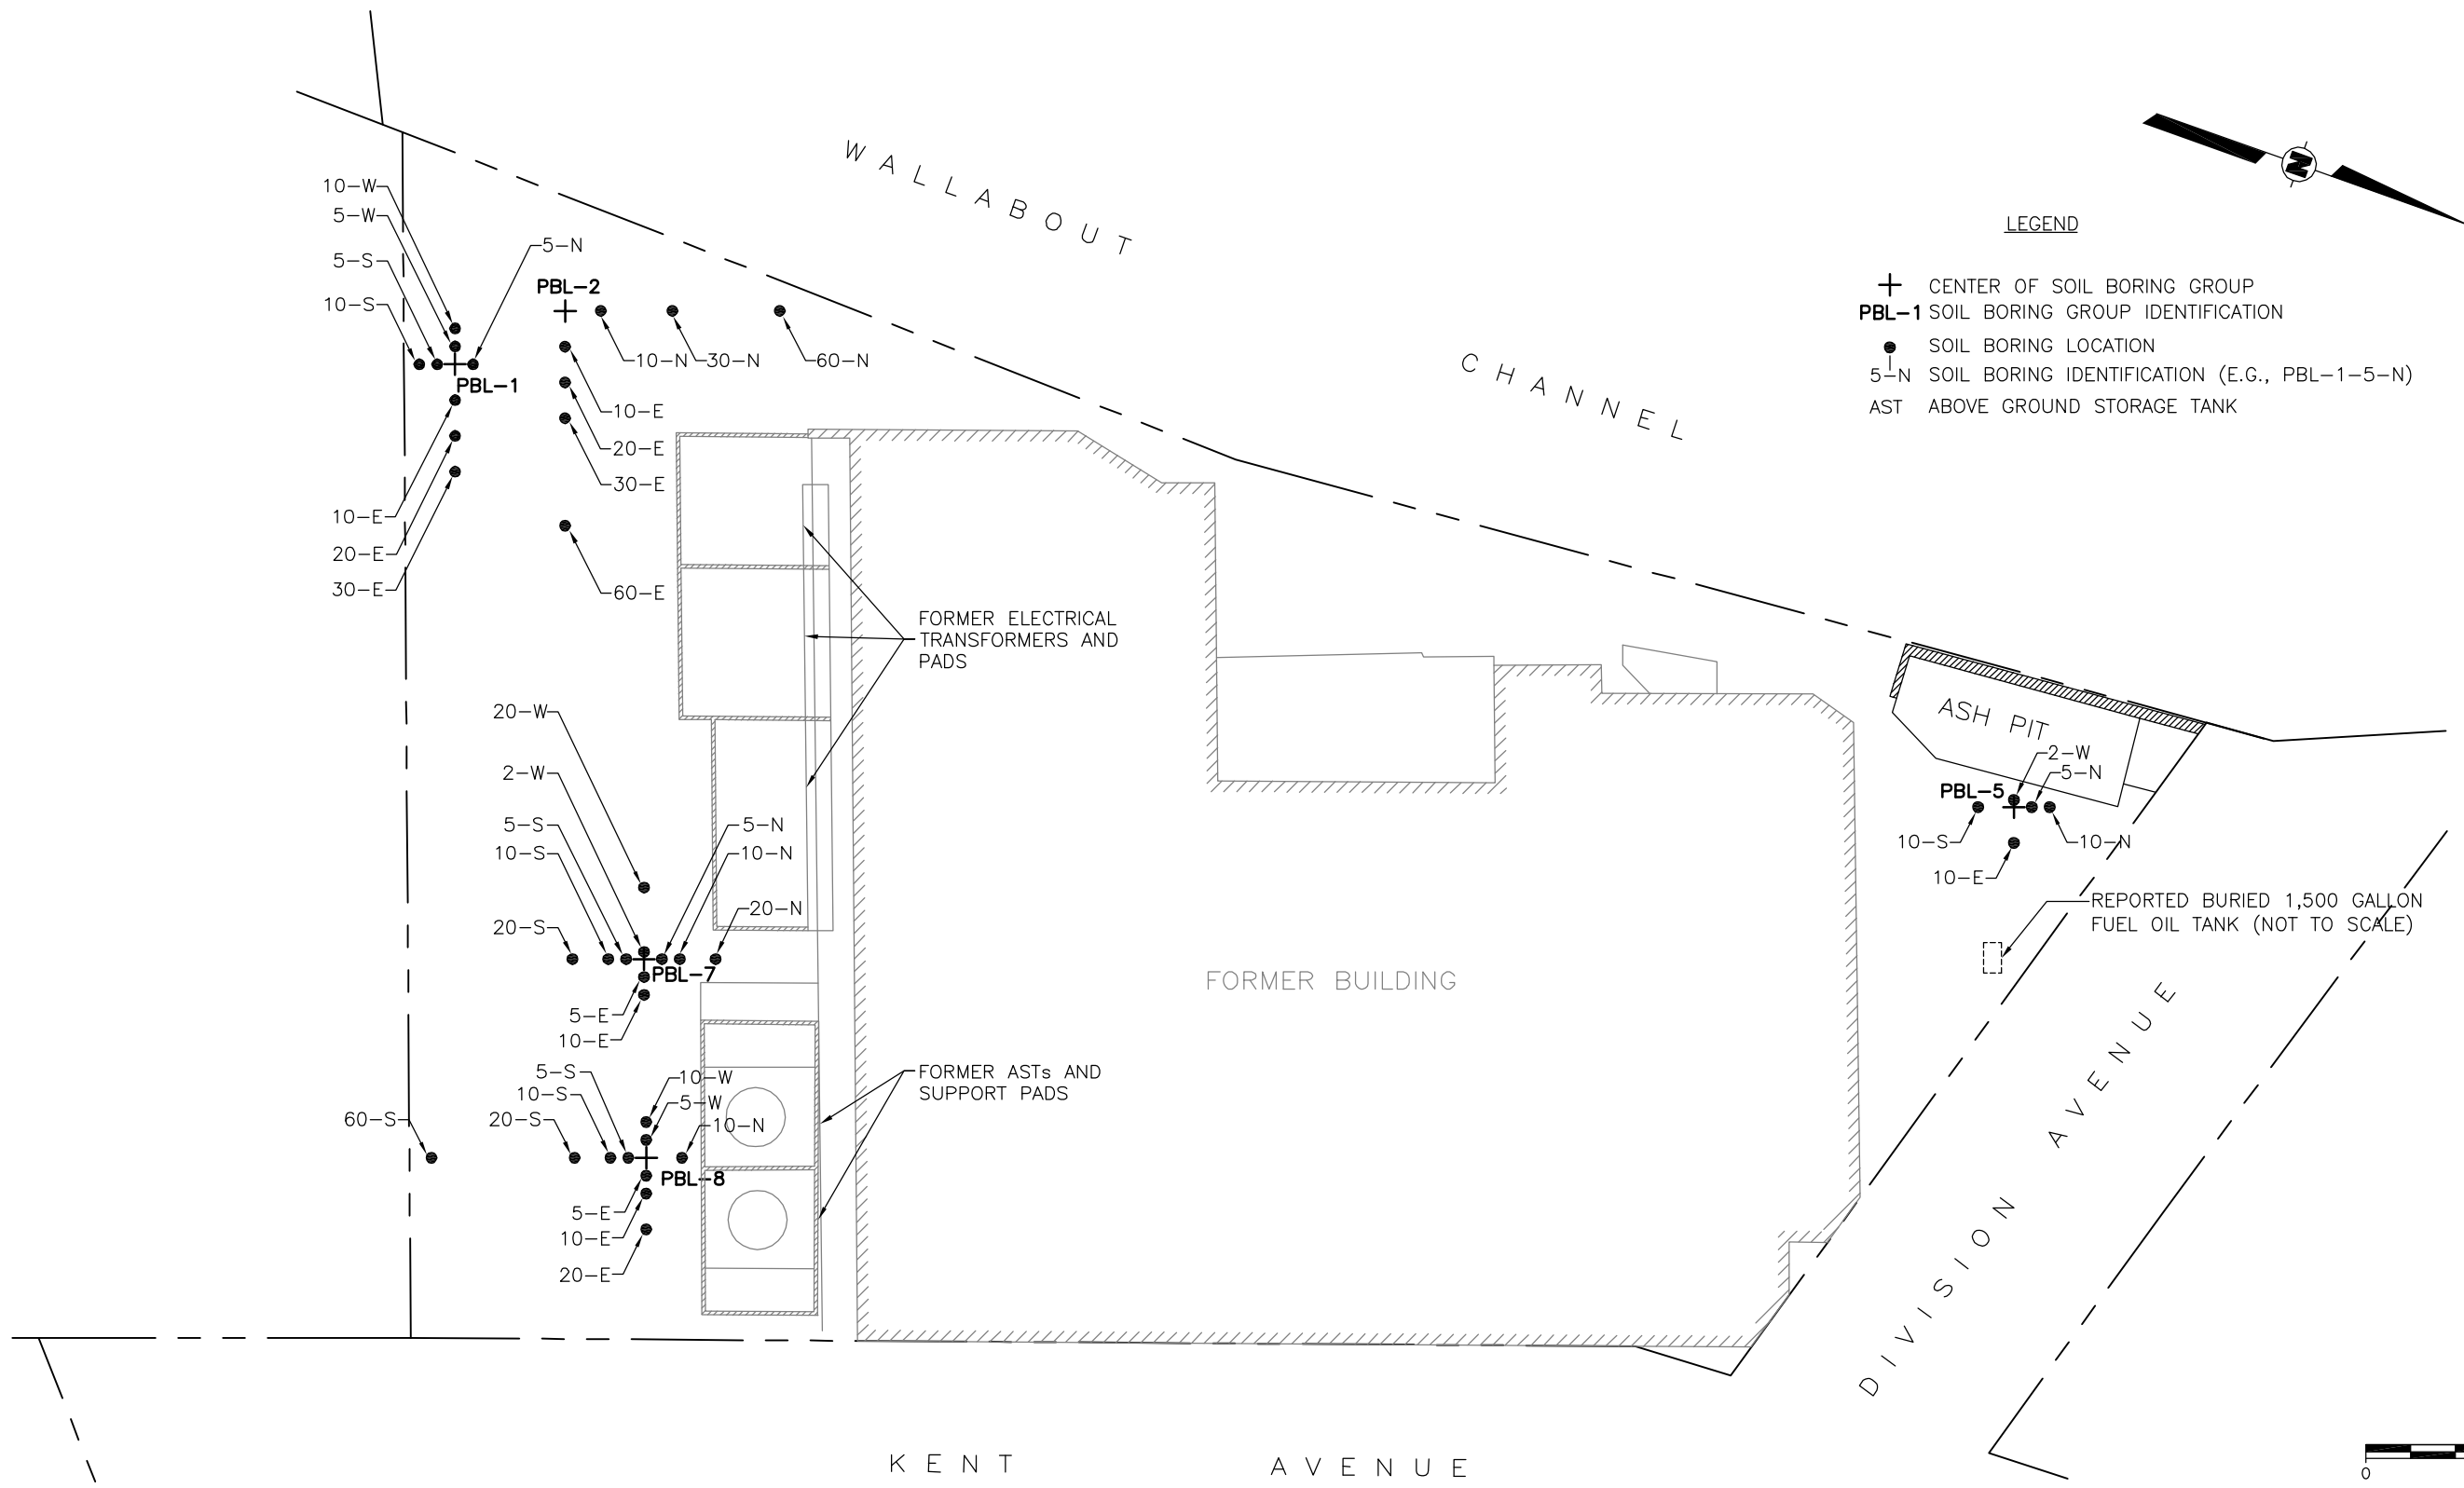 WALLABOUT
CHANNEL
N
LEGEND
CENTER OF SOIL BORING GROUP
PBL-1 SOIL BORING GROUP IDENTIFICATION
SOIL BORING LOCATION
5-N SOIL BORING IDENTIFICATION (E.G., PBL-1-5-N)
AST ABOVE GROUND STORAGE TANK
10-W
5-W
5-S
10-S
5-N
PBL-1
10-E
20-E
30-E
PBL-2
10-N
30-N
60-N
10-E
20-E
30-E
60-E
FORMER ELECTRICAL
TRANSFORMERS AND
PADS
20-W
2-W
5-S
10-S
20-S
5-N
10-N
20-N
PBL-7
5-E
10-E
5-S
10-S
20-S
60-S
10-W
5-W
10-N
PBL-8
5-E
10-E
20-E
FORMER ASTs AND
SUPPORT PADS
FORMER BUILDING
ASH PIT
2-W
5-N
PBL-5
10-S
10-N
10-E
REPORTED BURIED 1,500 GALLON
FUEL OIL TANK (NOT TO SCALE)
DIVISION AVENUE
KENT AVENUE
0